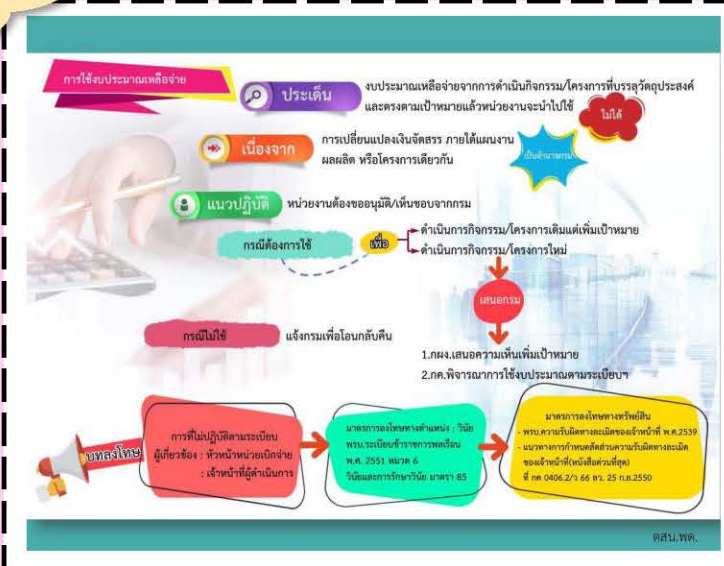 การใช้งบประมาณเหลือจ่าย
ประเด็น
งบประมาณเหลือจ่ายจากการดำเนินกิจกรรม/โครงการที่บรรลุวัตถุประสงค์
และตรงตามเป้าหมายแล้วหน่วยงานจะนำไปใช้
ไม่ได้
เนื่องจาก
การเปลี่ยนแปลงเงินจัดสรร ภายใต้แผนงาน
ผลผลิต หรือโครงการเดียวกัน
เป็นอำนาจกรม
แนวปฏิบัติ
หน่วยงานต้องขออนุมัติ/เห็นชอบจากกรม
กรณีต้องการใช้
เพื่อ
ดำเนินการกิจกรรม/โครงการเดิมแต่เพิ่มเป้าหมาย
ดำเนินการกิจกรรม/โครงการใหม่
เสนอกรม
กรณีไม่ใช้
แจ้งกรมเพื่อโอนกลับคืน
1.กผง.เสนอความเห็นเพิ่มเป้าหมาย
2.กค.พิจารณาการใช้งบประมาณตามระเบียบฯ
บทลงโทษ
การที่ไม่ปฏิบัติตามระเบียบ
ผู้เกี่ยวข้อง : หัวหน้าหน่วยเบิกจ่าย
: เจ้าหน้าที่ผู้ดำเนินการ
มาตรการลงโทษทางตำแหน่ง : วินัย
พรบ.ระเบียบข้าราชการพลเรือน
พ.ศ. 2551 หมวด 6
วินัยและการรักษาวินัย มาตรา 85
มาตรการลงโทษทางทรัพย์สิน
- พรบ.ความรับผิดทางละเมิดของเจ้าหน้าที่ พ.ศ.2539
- แนวทางการกำหนดสัดส่วนความรับผิดทางละเมิด
ของเจ้าหน้าที่(หนังสือด่วนที่สุด)
ที่ กค 0406.2/ว 66 ลว. 25 ก.ย.2550
ตสน.พด.